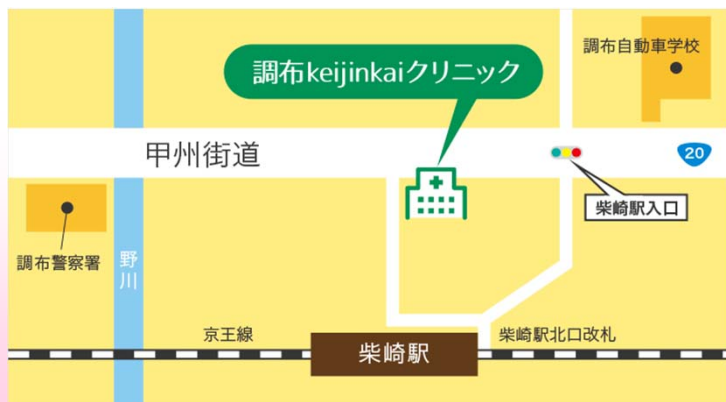 調布自動車学校
調布keijinkaiクリニック
甲州街道
20
柴崎駅入口
調布警察署
野川
京王線
柴崎駅
柴崎駅北口改札